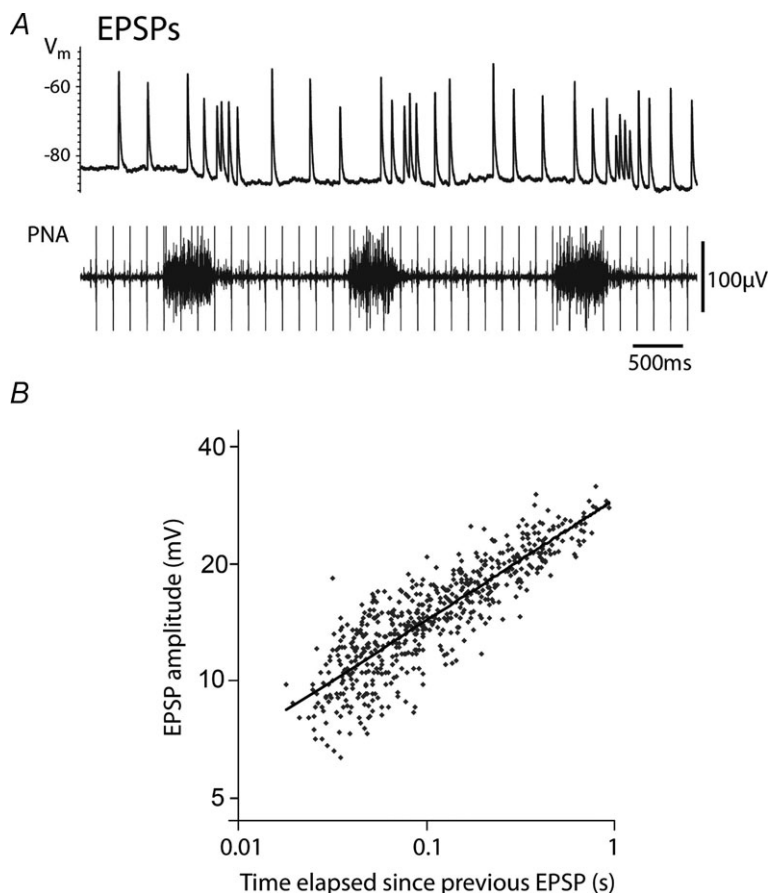 A
EPSPs
Vm
-60
-80
PNA
100µV
500ms
B
EPSP amplitude (mV)
40
20
10
5
0.01 0.1 1
Time elapsed since previous EPSP (s)